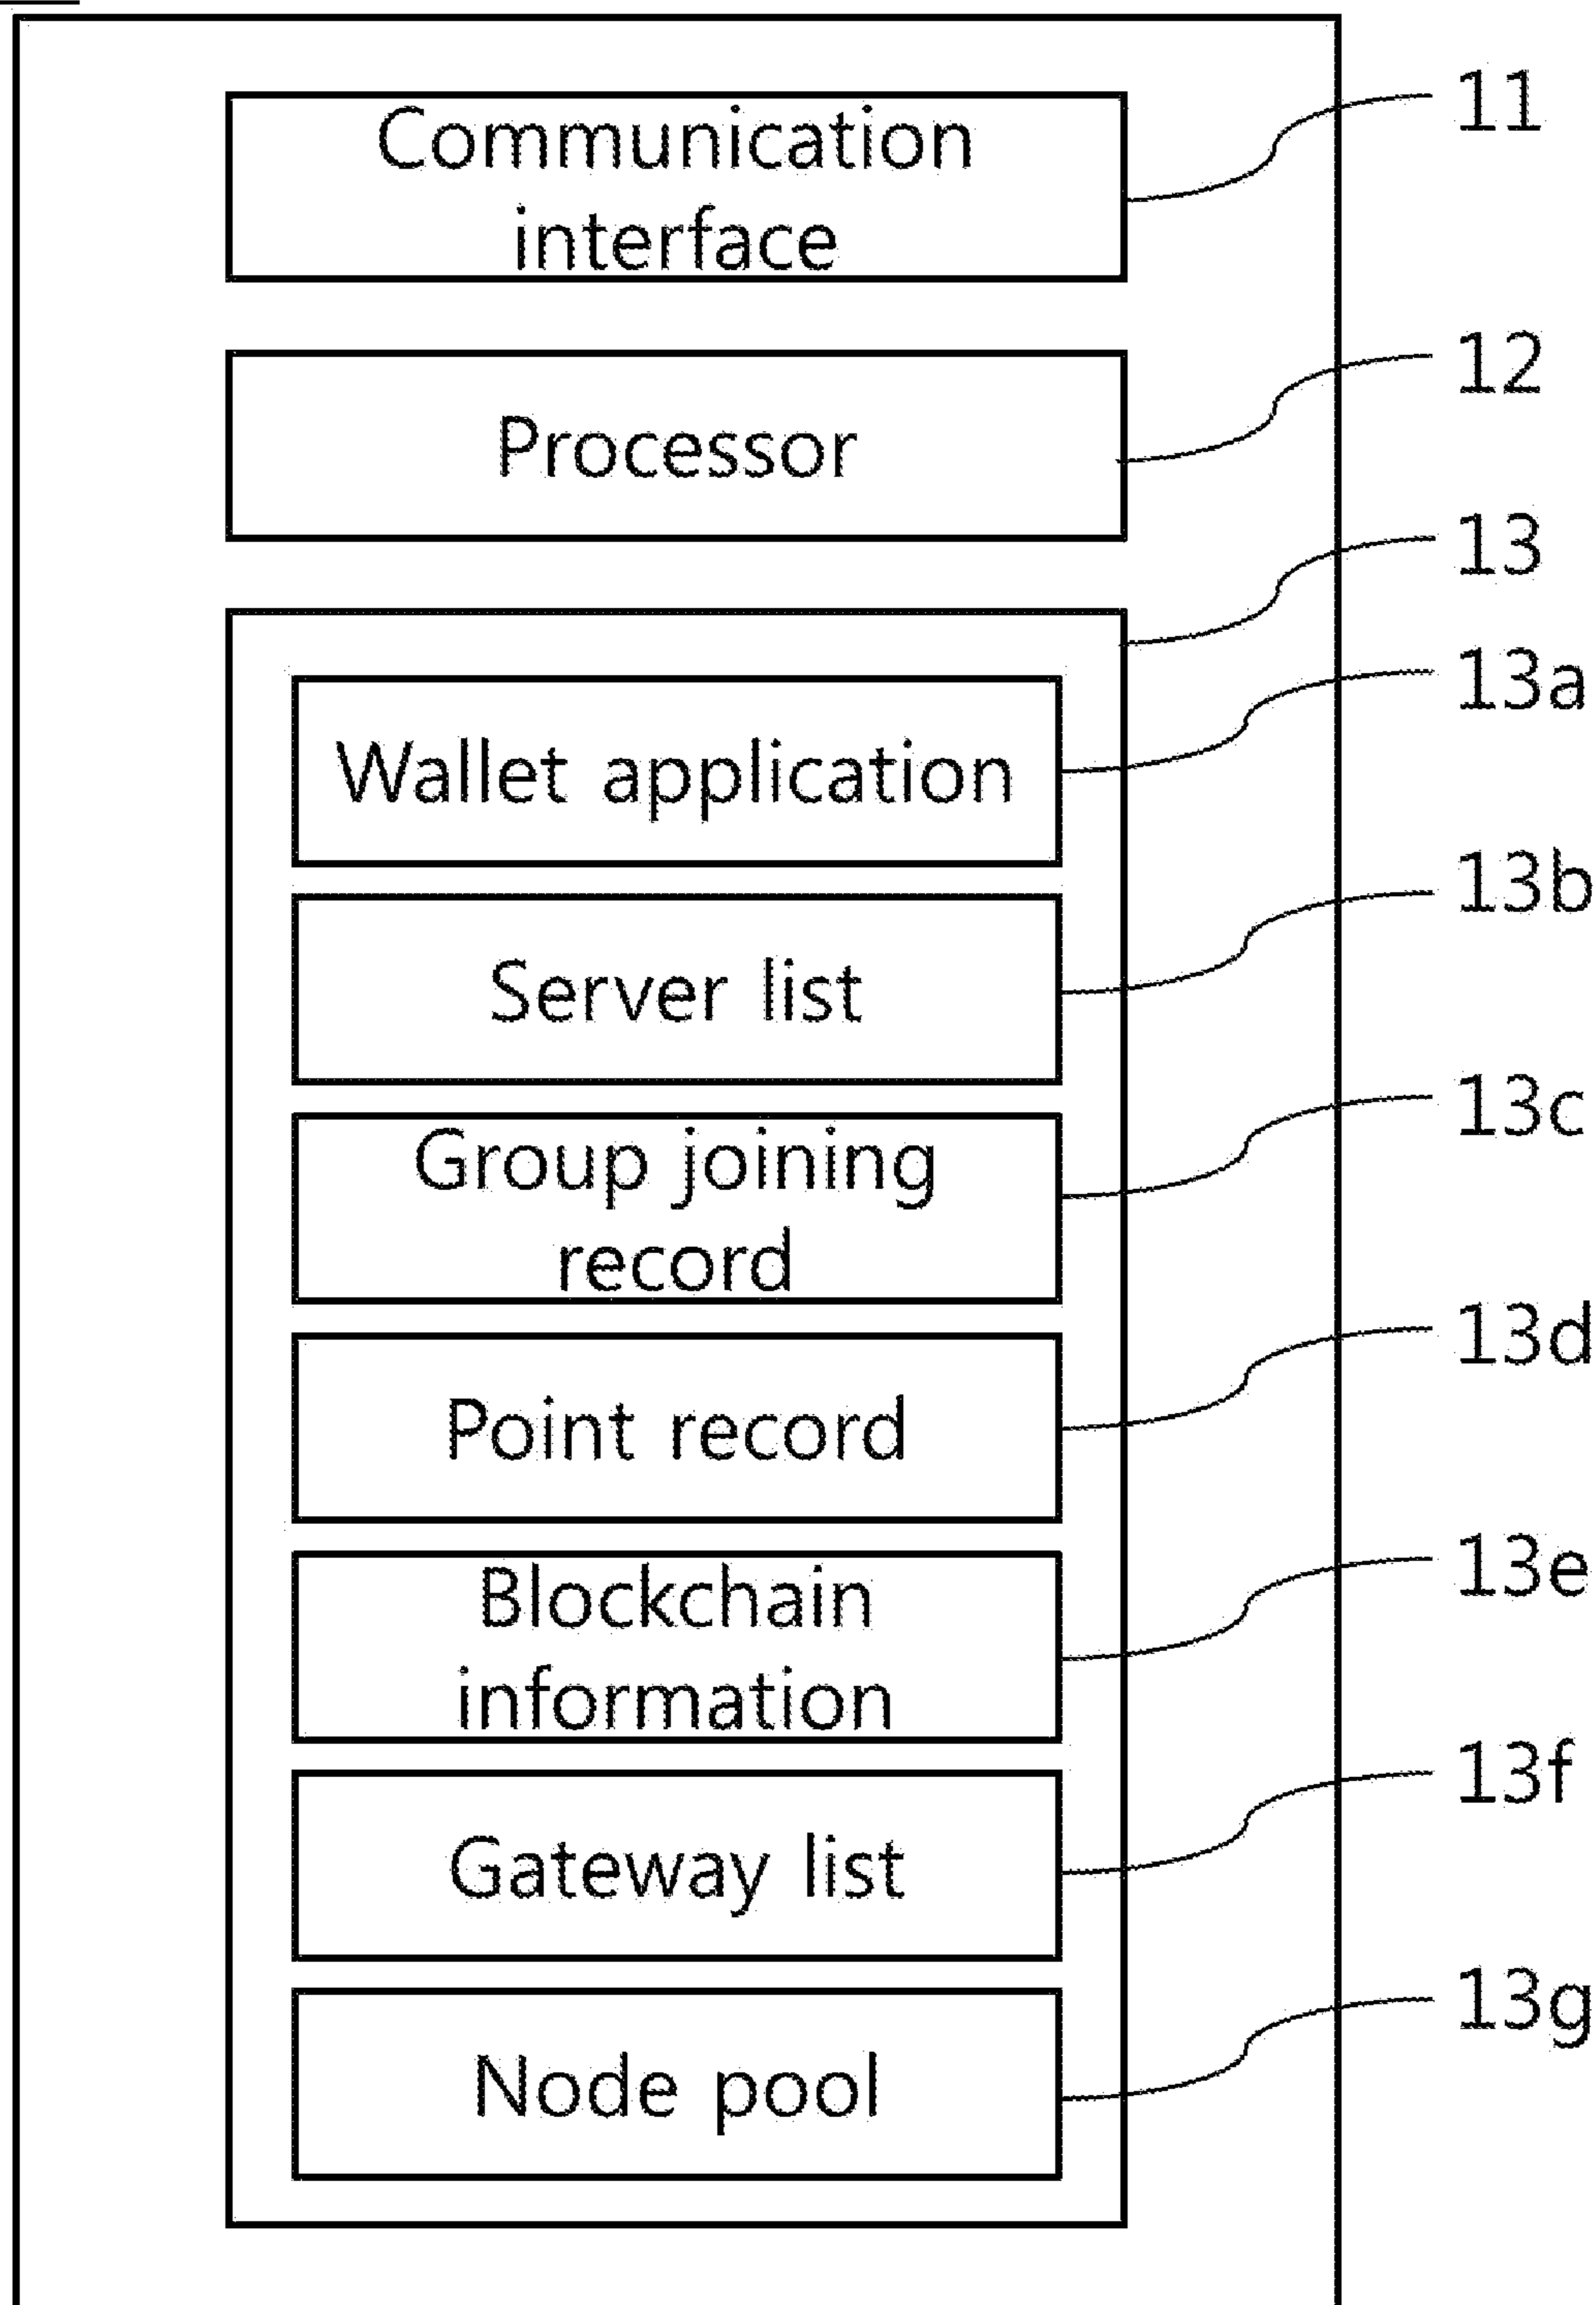 Communication
interface
11
Processor
12
13
Wallet application
13a
Server list
13b
Group joining
record
13c
Point record
13d
Blockchain
information
13e
Gateway list
13f
Node pool
13g